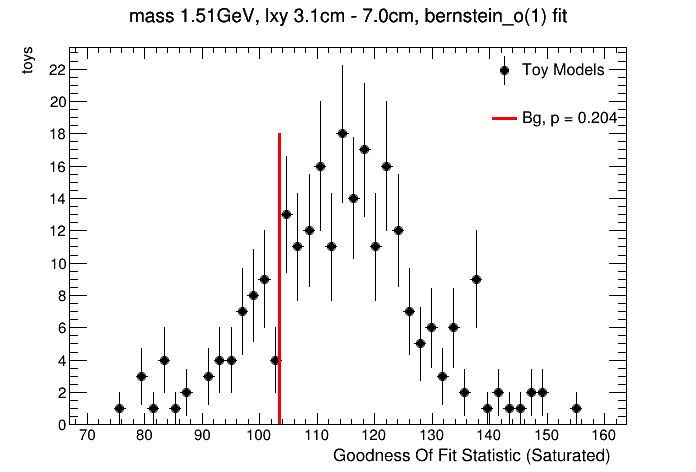 mass 1.51GeV, lxy 3.1cm - 7.0cm, bernstein_o(1) fit
toys
22
20
18
16
14
12
10
8
6
4
2
0
Toy Models
Bg, p = 0.204
70 80 90 100 110 120 130 140 150 160
Goodness Of Fit Statistic (Saturated)